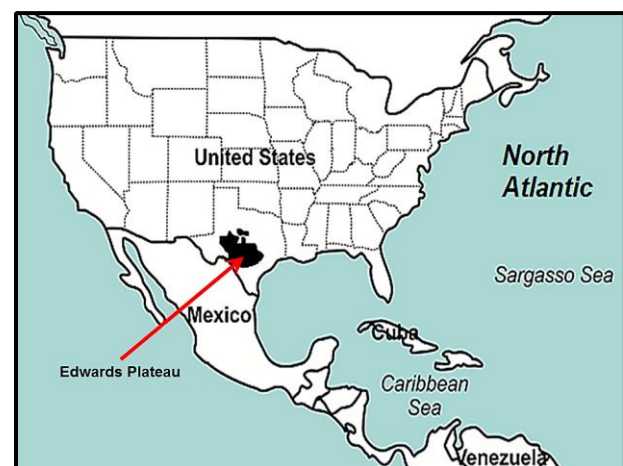 United States
North
Atlantic
Sargasso Sea
Mexico
Cuba
Edwards Plateau
Caribbean
Sea
Venezuela